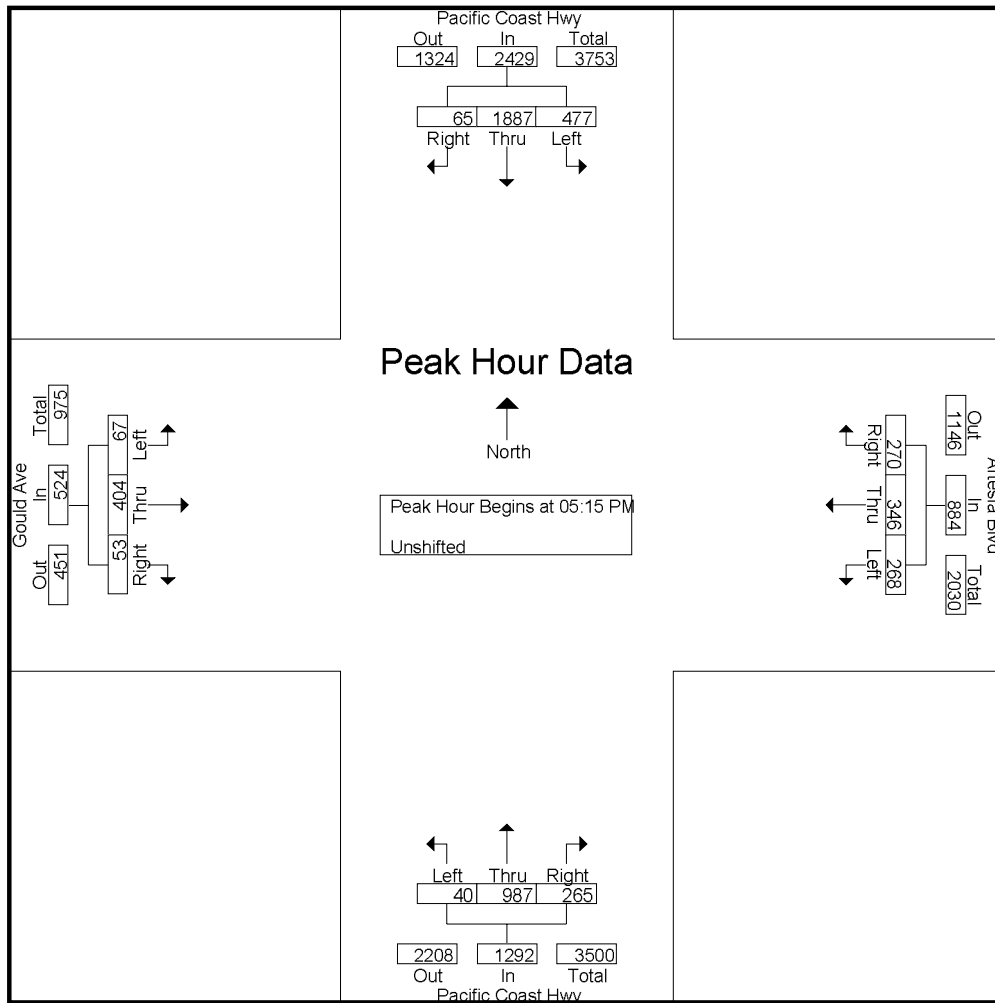 Pacific Coast Hwy
Out In Total
1324 2429 3753
65 1887 477
Right Thru Left
Peak Hour Data
North
Peak Hour Begins at 05:15 PM
Unshifted
Gould Ave
Total In Out
975 524 451
67 404 53
Left Thru Right
Artesia Blvd
Out In Total
1146 884 2030
270 346 268
Right Thru Left
Left Thru Right
40 987 265
2208 1292 3500
Out In Total
Pacific Coast Hwy